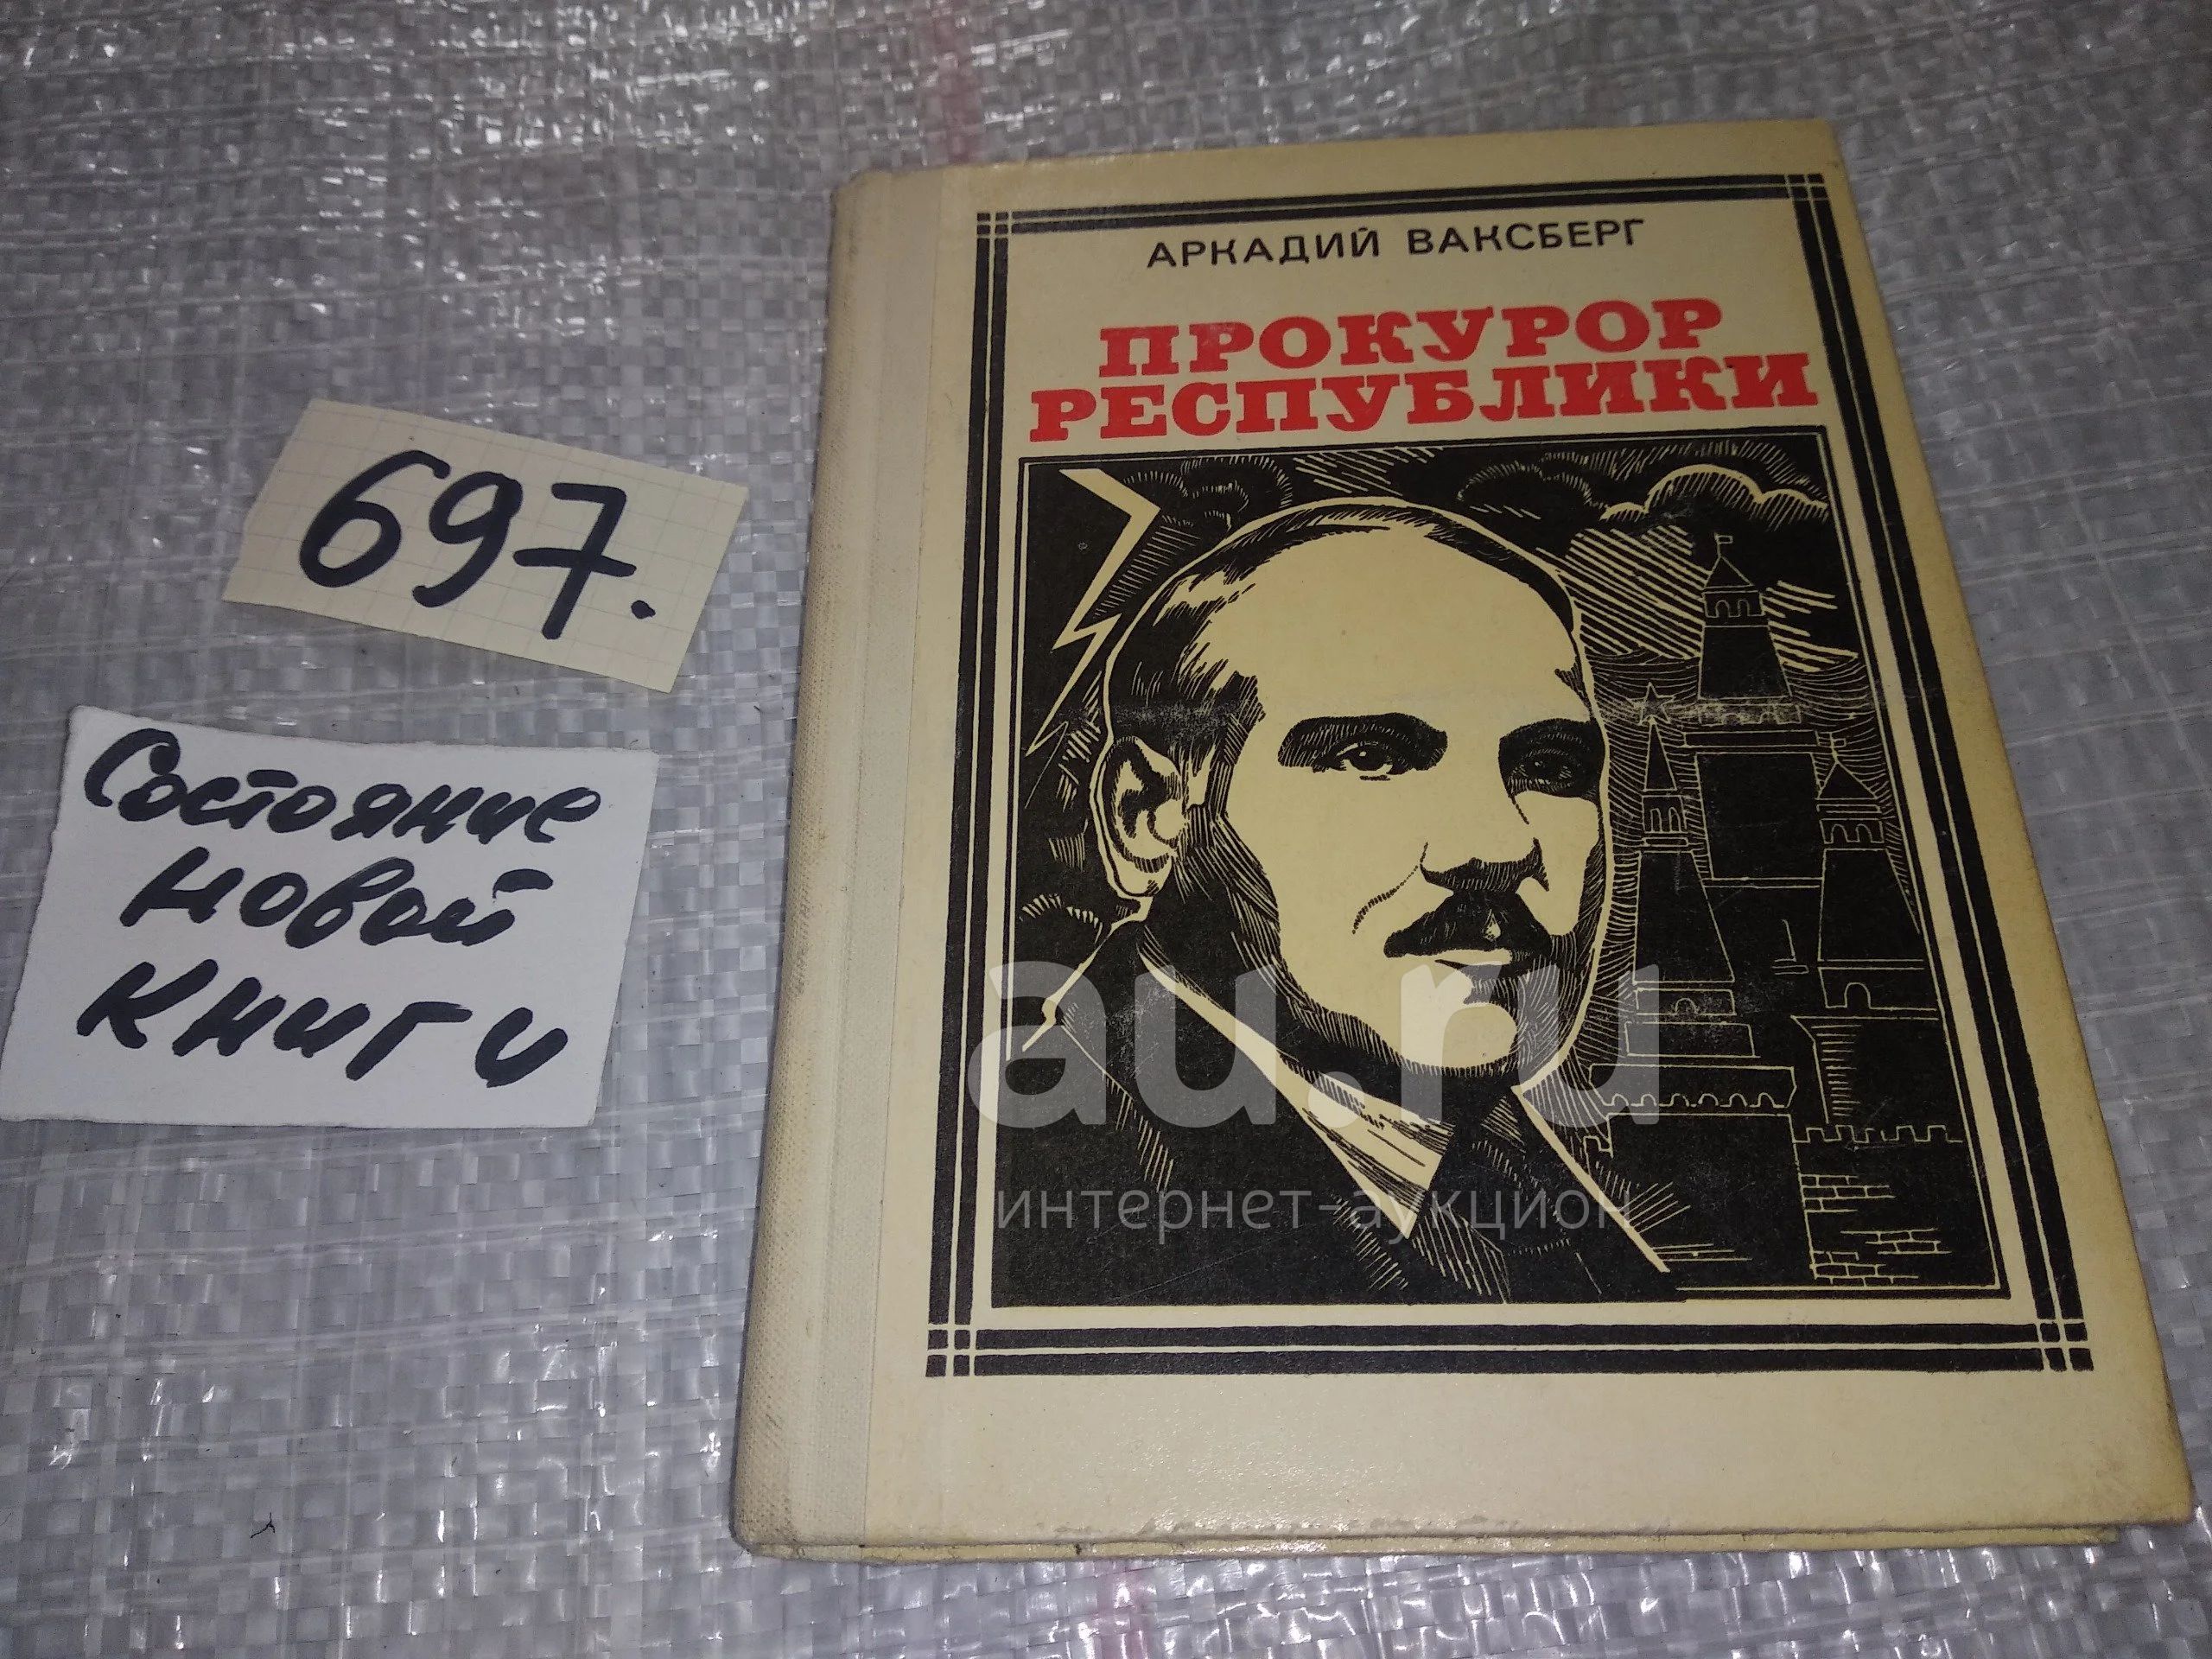 697.
Состояние
новой
книги
АРКАДИЙ ВАКСБЕРГ
ПРОКУРОР
РЕСПУБЛИКИ
au.ru
интернет-аукцион